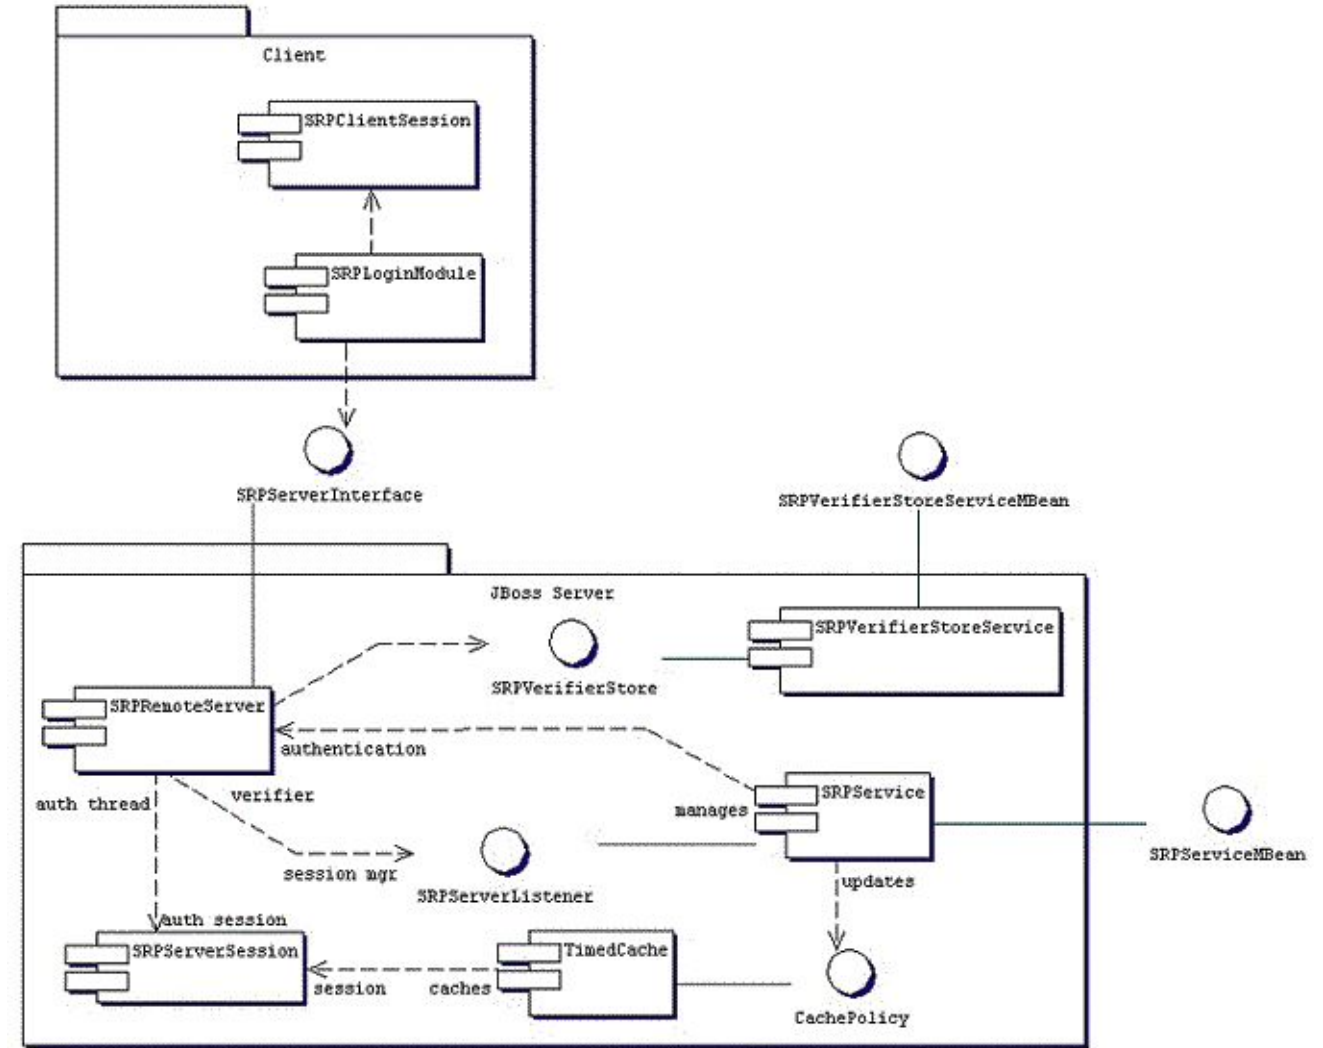 Client
SRPClientSession
SRPLoginModule
SRPServerInterface
SRPVerifierStoreServiceMBean
JBoss Server
SRPVerifierStoreService
SRPVerifierStore
SRPRemoteServer
authentication
verifier
auth thread
manages
SRPService
SRPServiceMBean
session mgr
SRPServerListener
updates
auth session
SRPServerSession
TimedCache
session
caches
CachePolicy